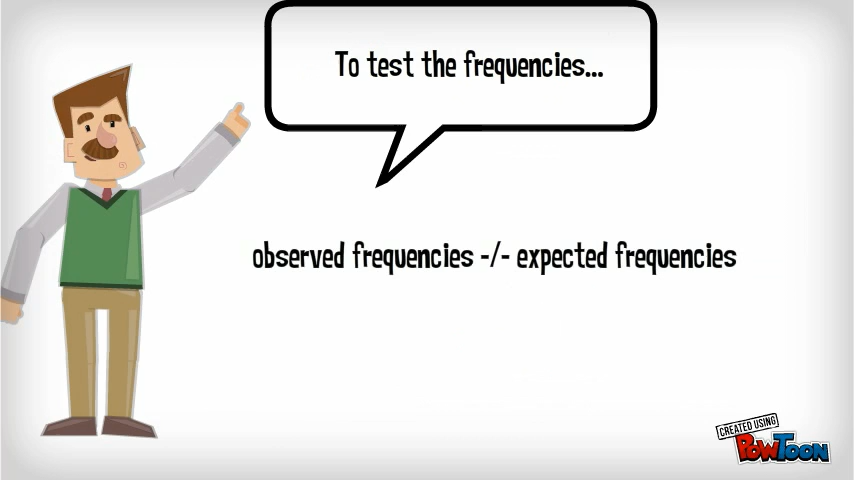 To test the frequencies...
observed frequencies -/- expected frequencies
CREATED USING
POWTOON